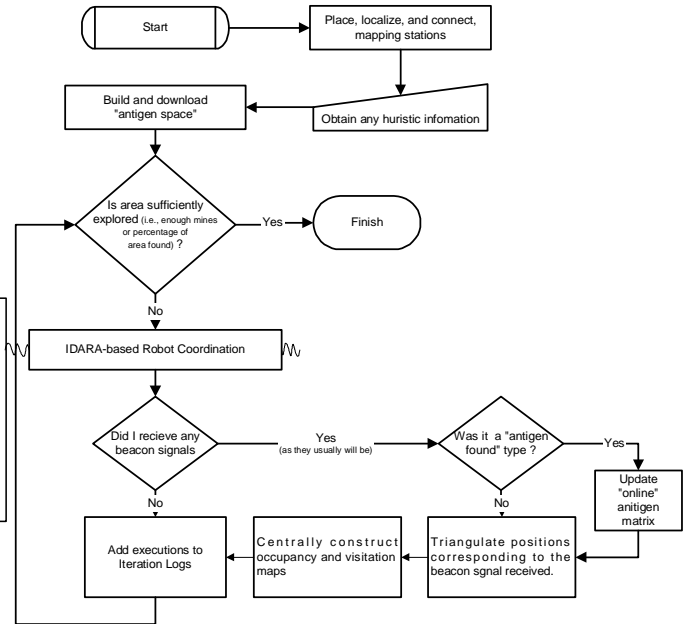 Start
Place, localize, and connect,
mapping stations
Obtain any huristic infomation
Build and download
"antigen space"
Is area sufficiently
explored (i.e., enough mines
or percentage of
area found) ?
Yes
Finish
No
IDARA-based Robot Coordination
Did I recieve any
beacon signals
Yes
(as they usually will be)
Was it a "antigen
found" type ?
Yes
Update
"online"
anitigen
matrix
No
No
Triangulate positions
corresponding to the
beacon sgnal received.
Centrally construct
occupancy and visitation
maps
Add executions to
Iteration Logs